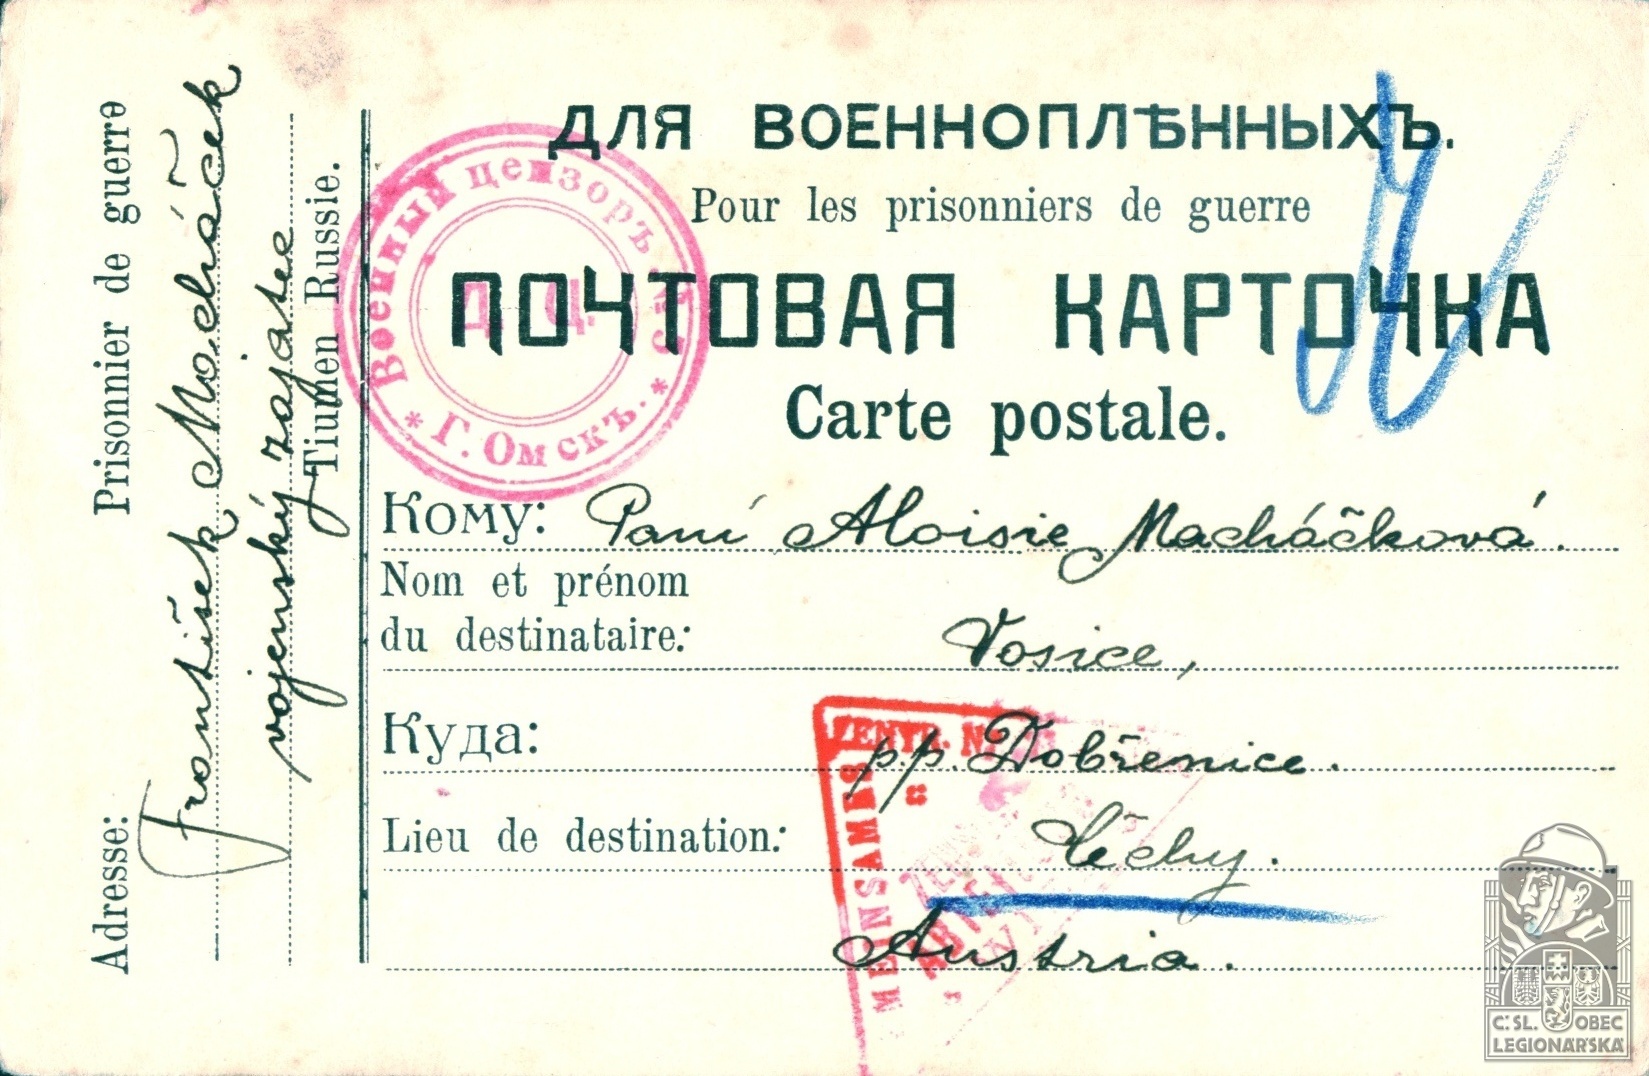 ДЛЯ ВОЕННОПЛѢННЫХЪ.
Pour les prisonniers de guerre
ПОЧТОВАЯ КАРТОЧКА
Carte postale.
Военный цензоръ
Д. Ц.
* Г. Омскъ. *
Кому: Paní Aloisie Macháčková.
Nom et prénom
du destinataire:
Vosice,
Куда: p.p. Dobřenice.
Lieu de destination: Čechy.
Austria.
Prisonnier de guerre
František Macháček
vojenský zajatec
Tiumen Russie.
Adresse:
ZENTR. N
MEINSAMES
C: SL. OBEC
LEGIONÁŘSKÁ